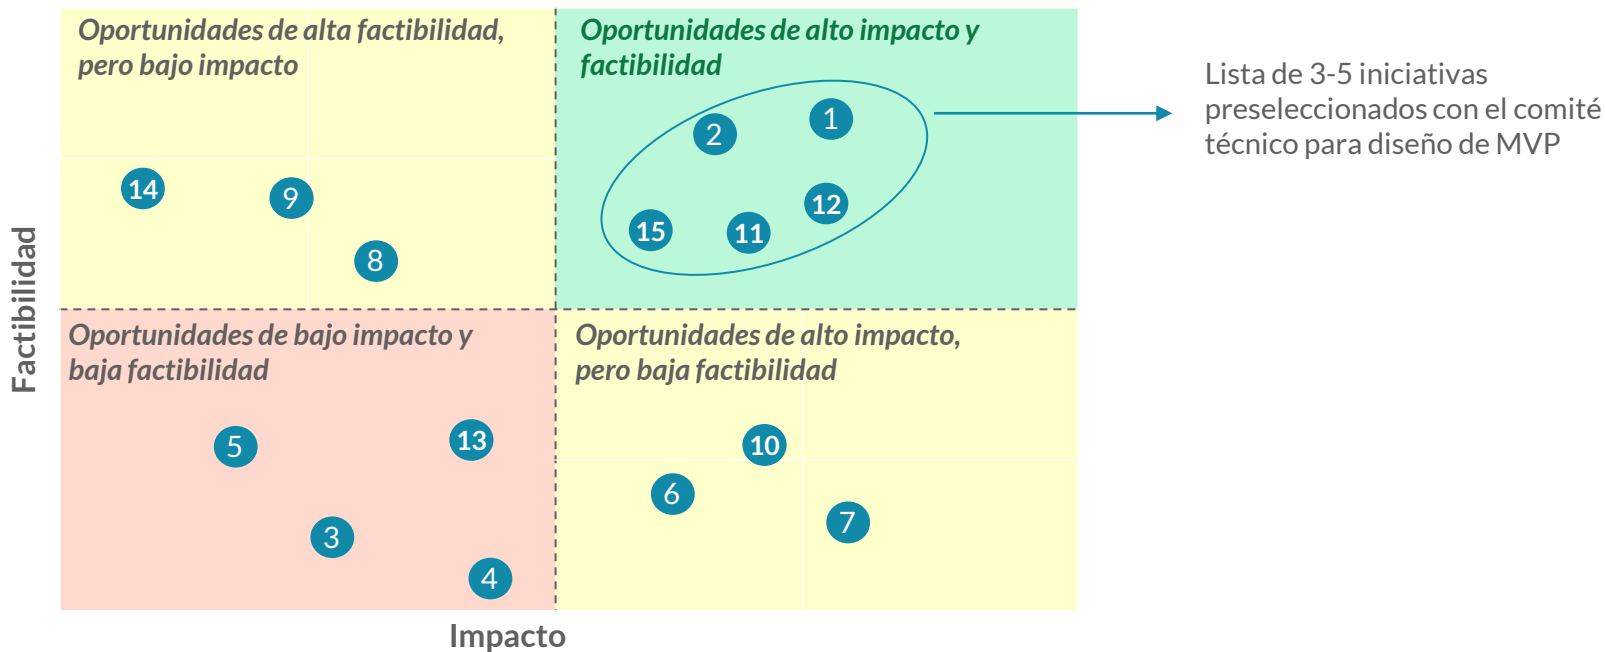 Oportunidades de alta factibilidad,
pero bajo impacto
Oportunidades de alto impacto y
factibilidad
Lista de 3-5 iniciativas
preseleccionados con el comité
técnico para diseño de MVP
1
2
14
9
12
15
11
8
Factibilidad
Oportunidades de bajo impacto y
baja factibilidad
Oportunidades de alto impacto,
pero baja factibilidad
5
13
10
6
7
3
4
Impacto